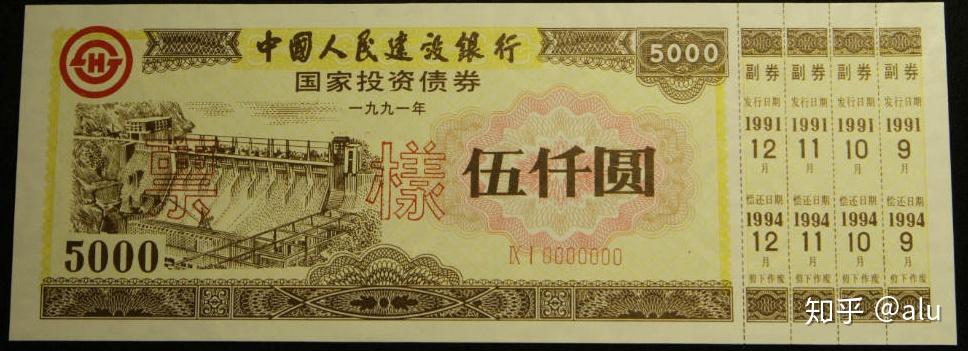 中國人民建设銀行
国家投资债券
一九九一年
5000
票樣
伍仟圆
5000
IX I 0000000
副券 副券 副券 副券
发行日期 发行日期 发行日期 发行日期
1991 1991 1991 1991
12 11 10 9
月 月 月 月
偿还日期 偿还日期 偿还日期 偿还日期
1994 1994 1994 1994
12 11 10 9
月 月 月 月
剪下作废 剪下作废 剪下作废 剪下作废
知乎 @alu